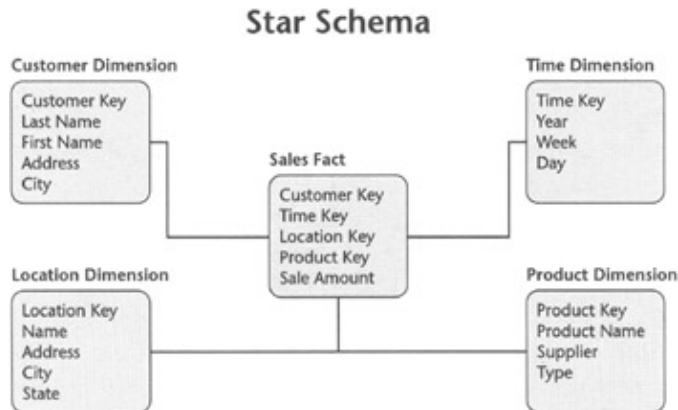 Star Schema
Customer Dimension
Customer Key
Last Name
First Name
Address
City
Time Dimension
Time Key
Year
Week
Day
Sales Fact
Customer Key
Time Key
Location Key
Product Key
Sale Amount
Location Dimension
Location Key
Name
Address
City
State
Product Dimension
Product Key
Product Name
Supplier
Type